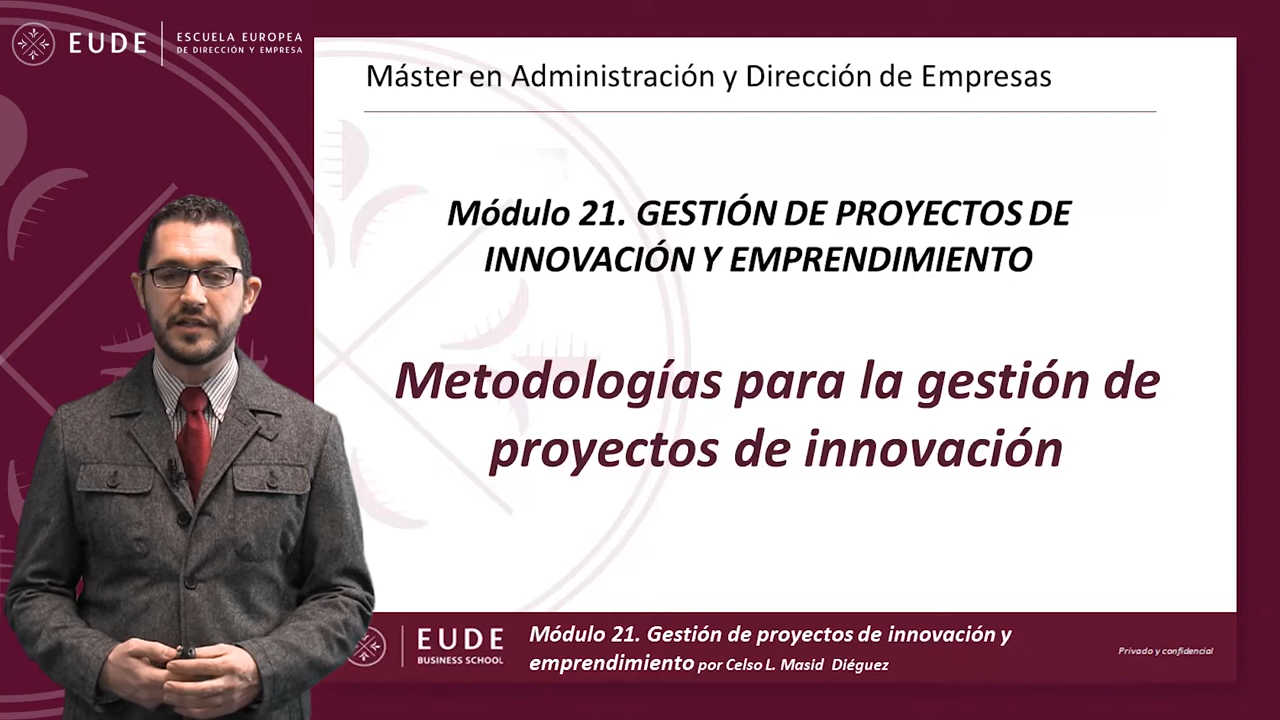 EUDE
ESCUELA EUROPEA
DE DIRECCIÓN Y EMPRESA
Máster en Administración y Dirección de Empresas
Módulo 21. GESTIÓN DE PROYECTOS DE
INNOVACIÓN Y EMPRENDIMIENTO
Metodologías para la gestión de
proyectos de innovación
EUDE
BUSINESS SCHOOL
Módulo 21. Gestión de proyectos de innovación y
emprendimiento por Celso L. Masid Diéguez
Privado y confidencial